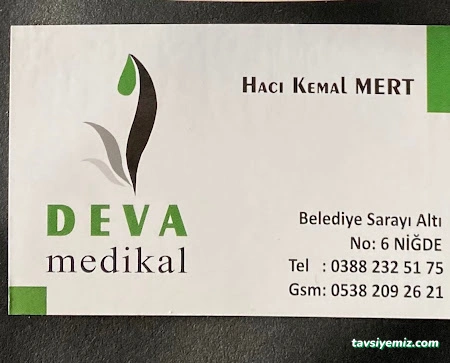 Hacı Kemal MERT
DEVA
medikal
Belediye Sarayı Altı
No: 6 NİĞDE
Tel : 0388 232 51 75
Gsm: 0538 209 26 21
tavsiyemiz.com